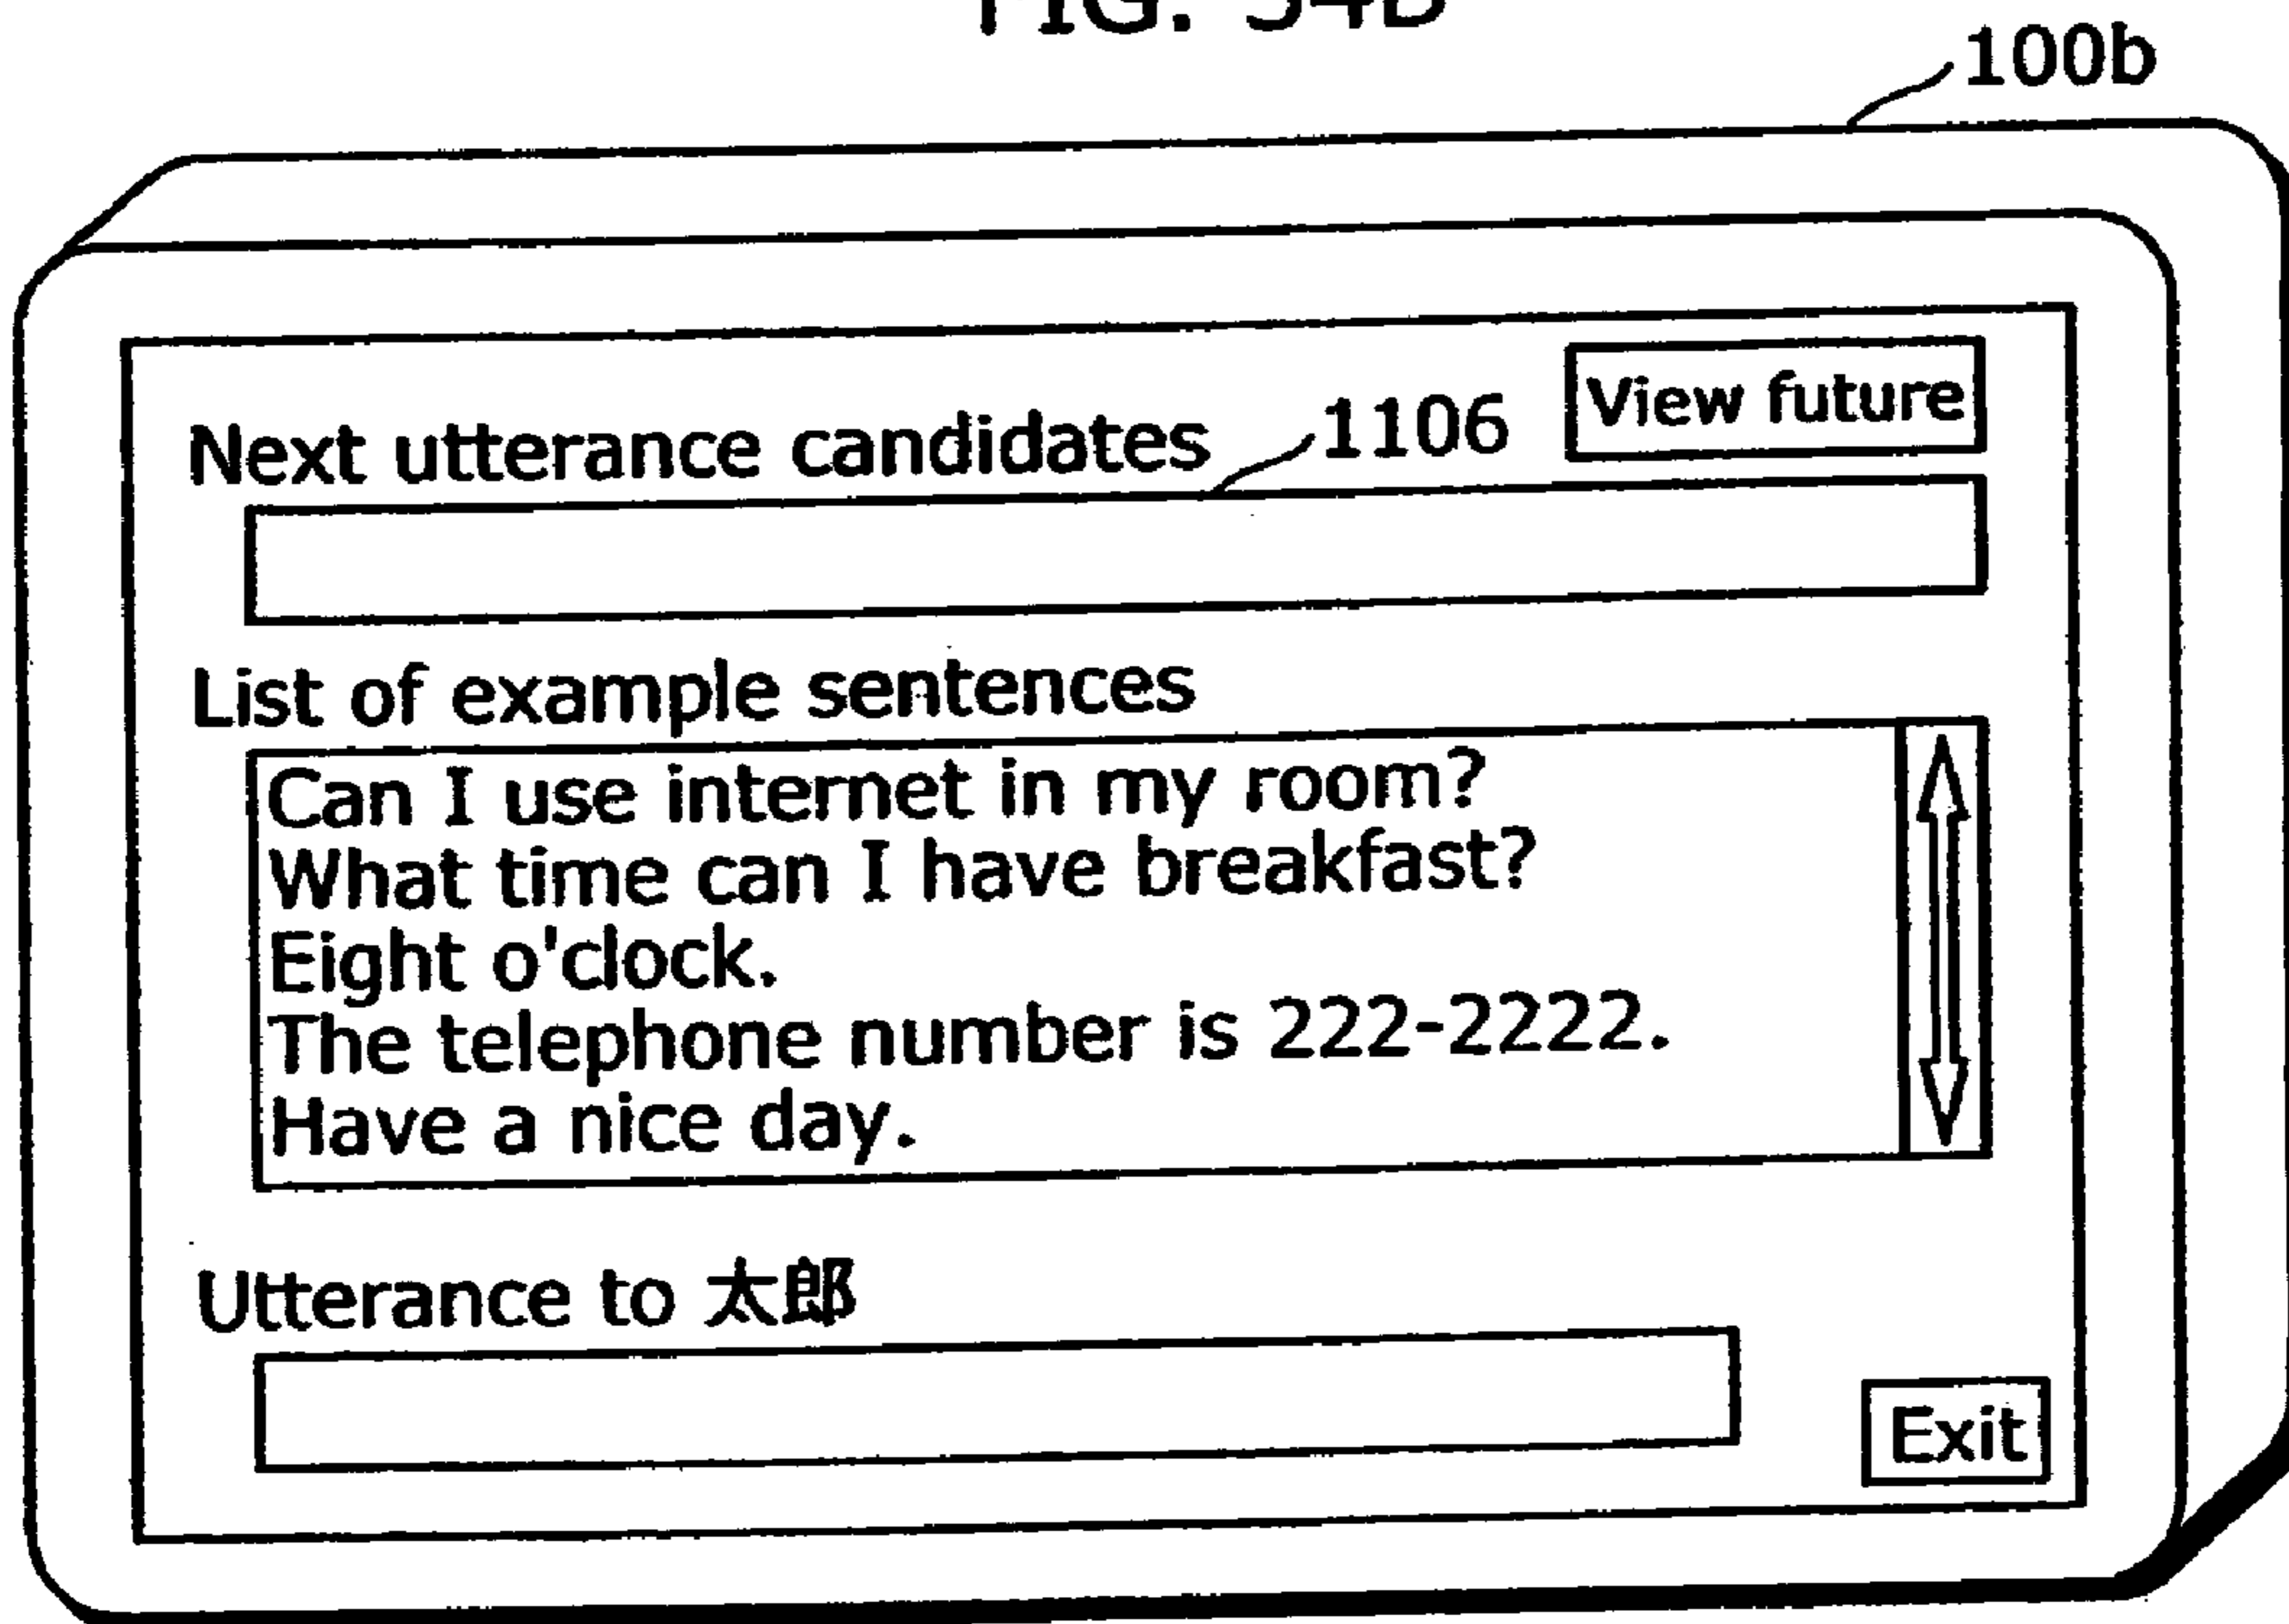 FIG. 34B
100b
View future
Next utterance candidates
1106
List of example sentences
Can I use internet in my room?
What time can I have breakfast?
Eight o'clock.
The telephone number is 222-2222.
Have a nice day.
Utterance to 太郎
Exit